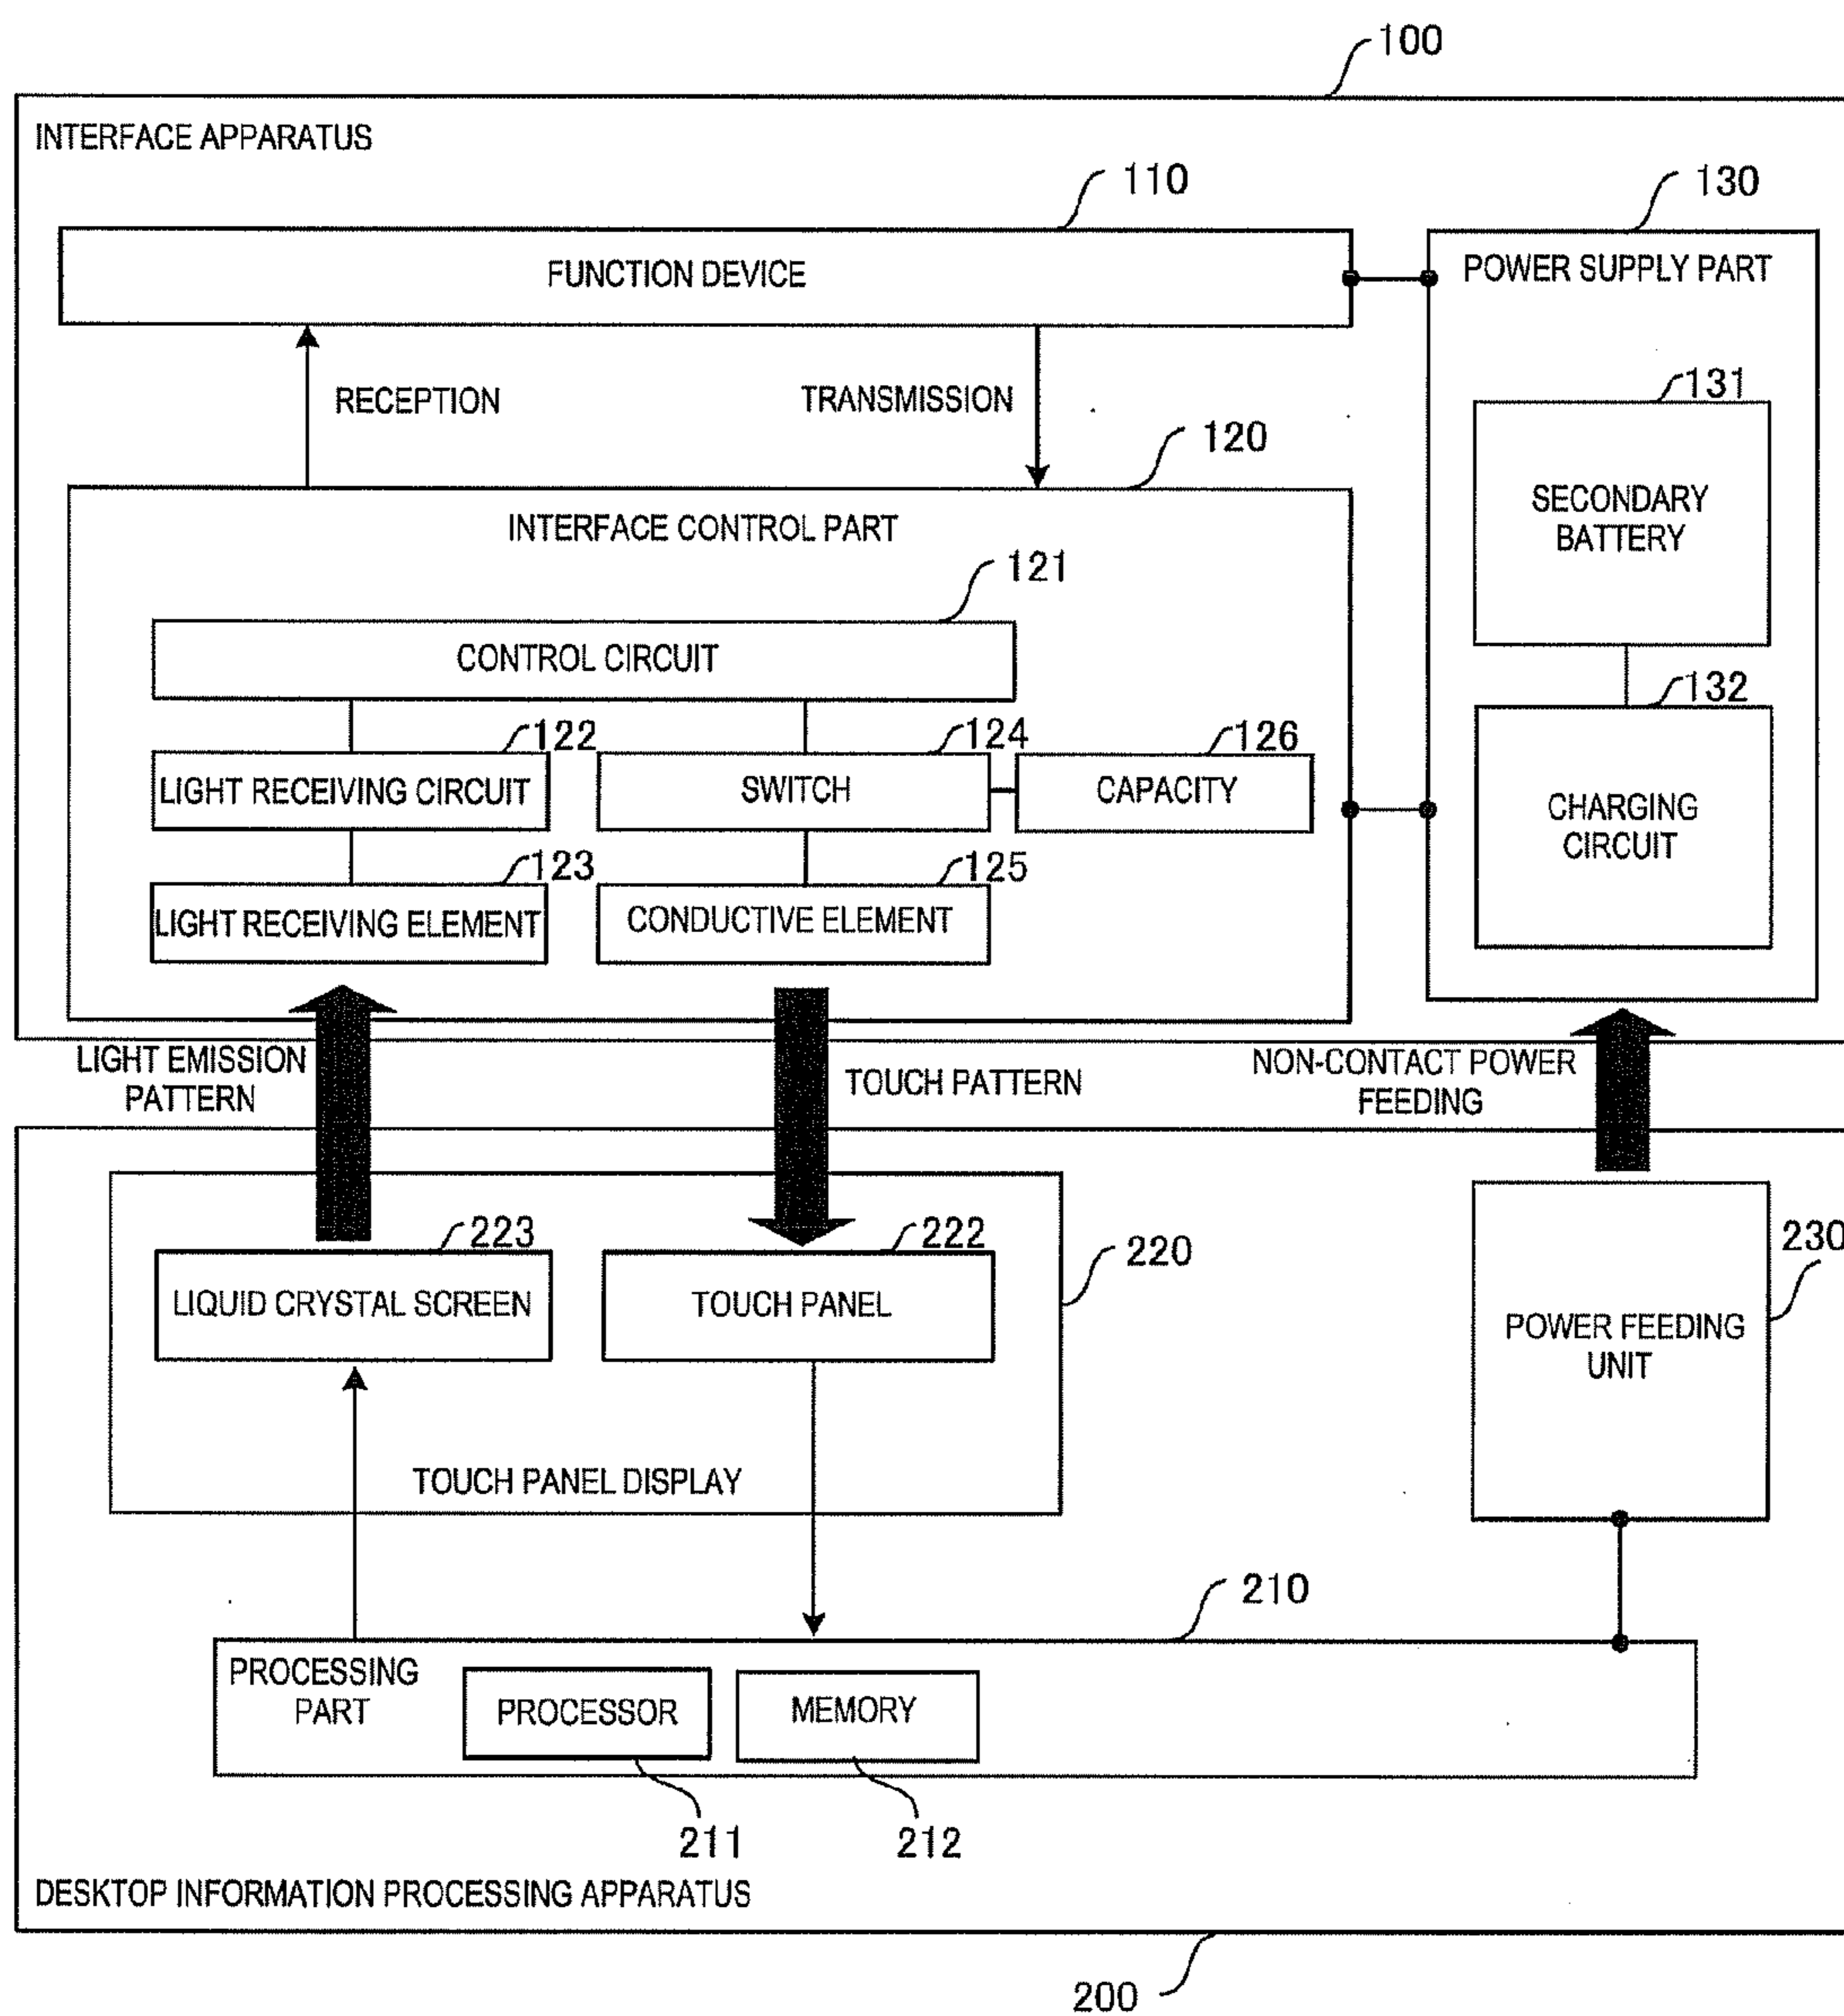 100
INTERFACE APPARATUS
110
130
FUNCTION DEVICE
POWER SUPPLY PART
RECEPTION
TRANSMISSION
131
120
SECONDARY
BATTERY
INTERFACE CONTROL PART
121
CONTROL CIRCUIT
132
122
124
126
LIGHT RECEIVING CIRCUIT
SWITCH
CAPACITY
CHARGING
CIRCUIT
123
125
LIGHT RECEIVING ELEMENT
CONDUCTIVE ELEMENT
LIGHT EMISSION
PATTERN
TOUCH PATTERN
NON-CONTACT POWER
FEEDING
223
222
220
230
LIQUID CRYSTAL SCREEN
TOUCH PANEL
POWER FEEDING
UNIT
TOUCH PANEL DISPLAY
210
PROCESSING
PART
PROCESSOR
MEMORY
211
212
DESKTOP INFORMATION PROCESSING APPARATUS
200